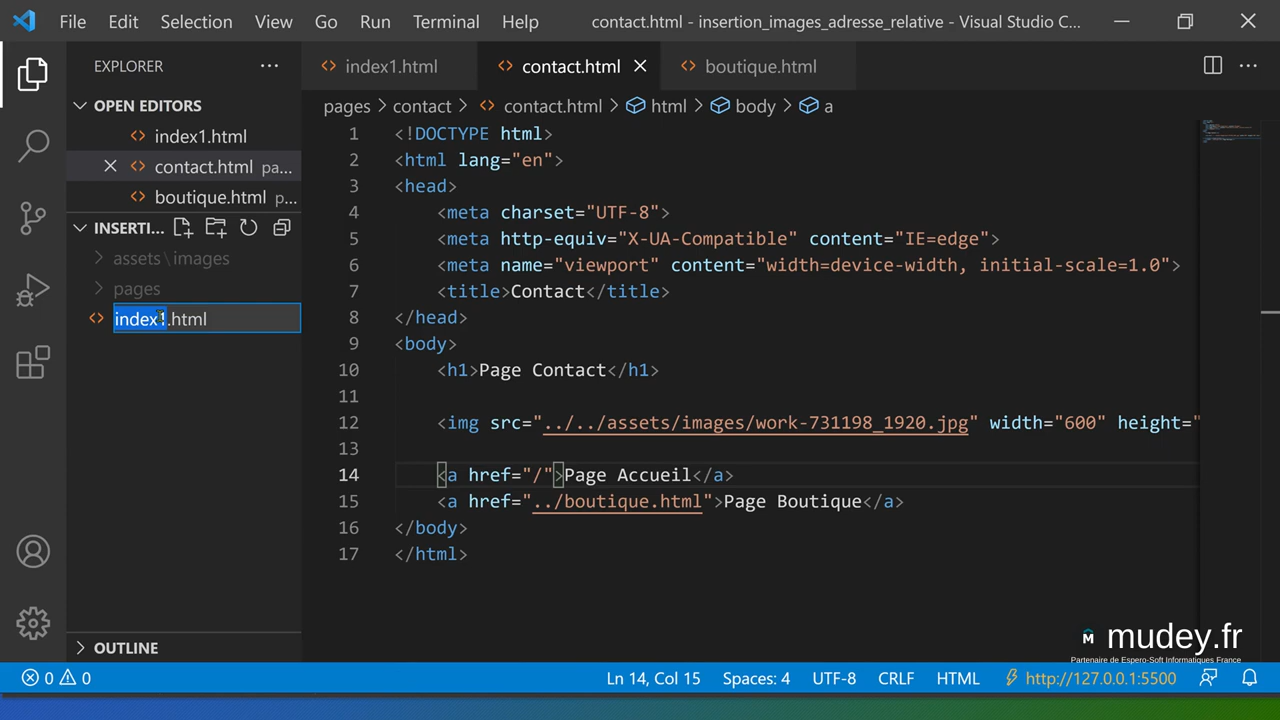 File Edit Selection View Go Run Terminal Help contact.html - insertion_images_adresse_relative - Visual Studio C...
EXPLORER ...
index1.html contact.html boutique.html ...
OPEN EDITORS
index1.html
contact.html pa...
boutique.html p...
INSERTI...
assets\images
pages
index1.html
OUTLINE
pages > contact > contact.html > html > body > a
1 <!DOCTYPE html>
2 <html lang="en">
3 <head>
4 <meta charset="UTF-8">
5 <meta http-equiv="X-UA-Compatible" content="IE=edge">
6 <meta name="viewport" content="width=device-width, initial-scale=1.0">
7 <title>Contact</title>
8 </head>
9 <body>
10 <h1>Page Contact</h1>
11
12 <img src="../../assets/images/work-731198_1920.jpg" width="600" height="
13
14 <a href="/">Page Accueil</a>
15 <a href="../boutique.html">Page Boutique</a>
16 </body>
17 </html>
M mudey.fr
Partenaire de Espero-Soft Informatiques France
0 0 Ln 14, Col 15 Spaces: 4 UTF-8 CRLF HTML http://127.0.0.1:5500